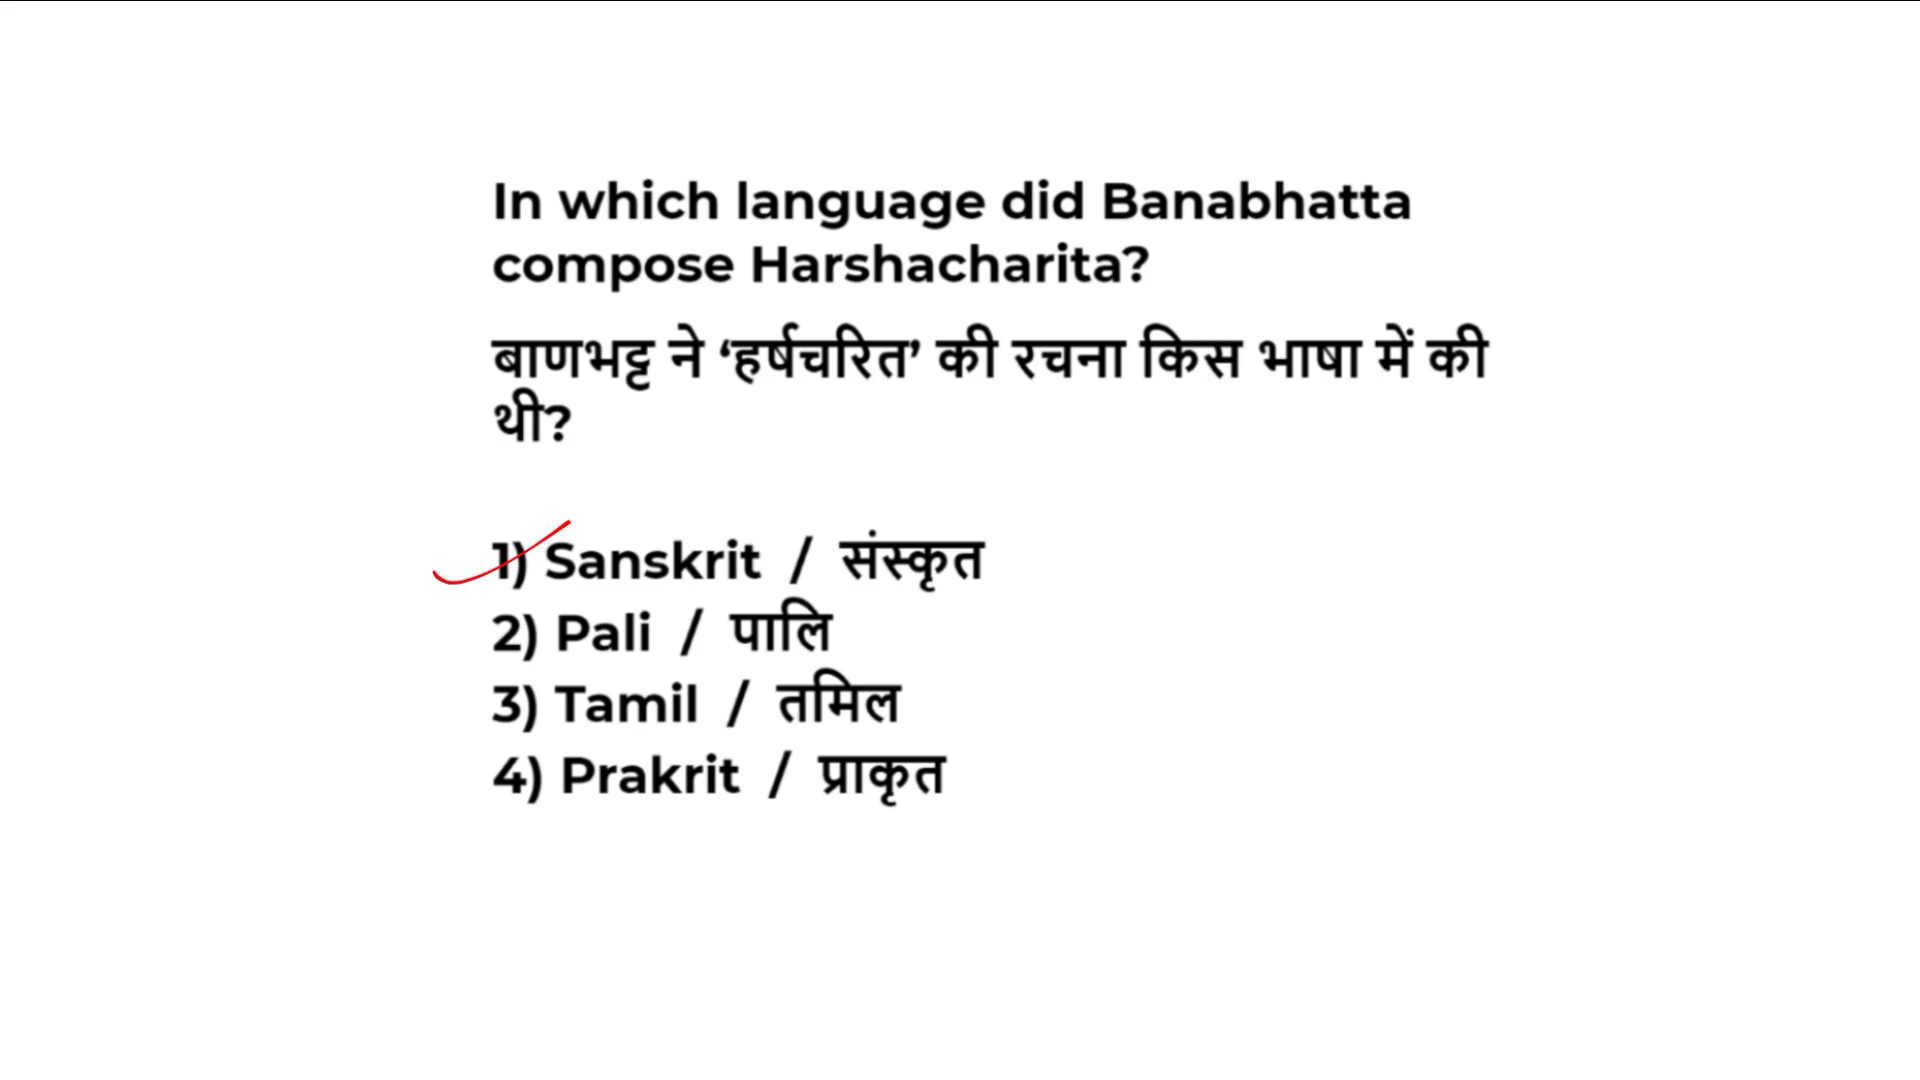 In which language did Banabhatta
compose Harshacharita?
बाणभट्ट ने ‘हर्षचरित’ की रचना किस भाषा में की
थी?
1) Sanskrit / संस्कृत
2) Pali / पालि
3) Tamil / तमिल
4) Prakrit / प्राकृत